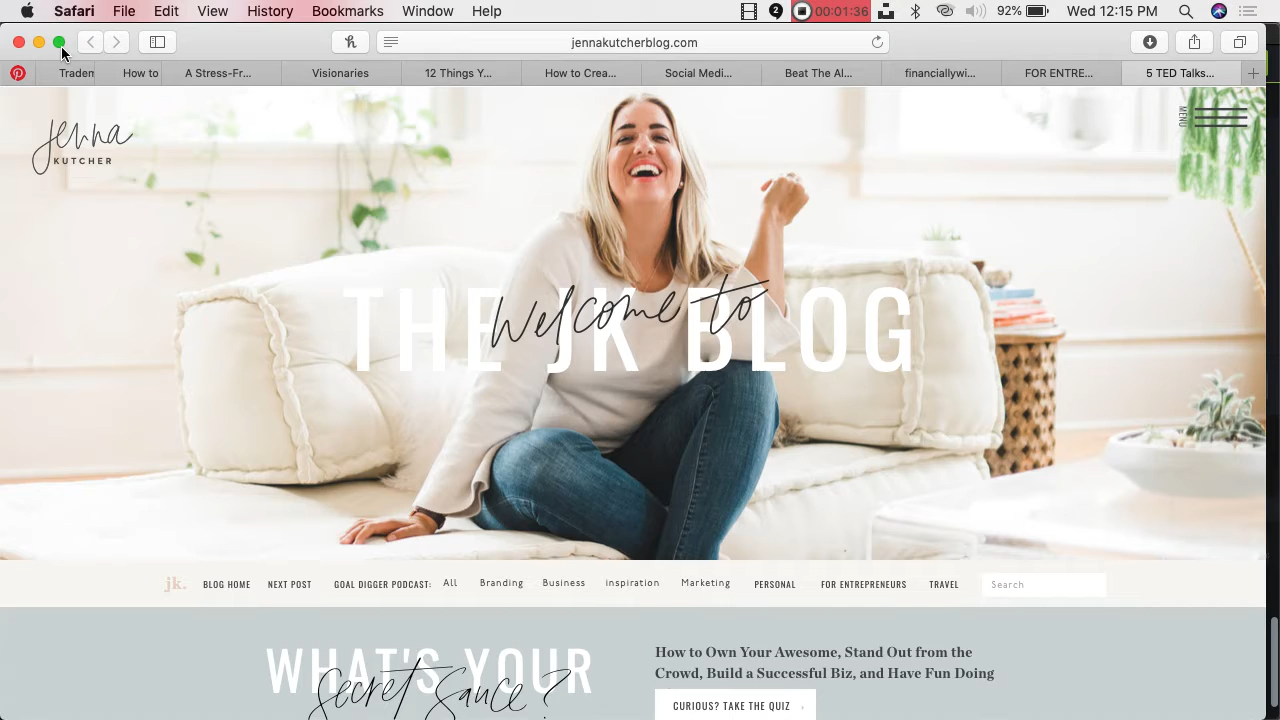 Safari File Edit View History Bookmarks Window Help 2 00:01:36 92% Wed 12:15 PM
jennakutcherblog.com
Tradem How to A Stress-Fr... Visionaries 12 Things Y... How to Crea... Social Medi... Beat The Al... financiallywi... FOR ENTRE... 5 TED Talks...
MENU
Jenna
KUTCHER
Welcome to
THE JK BLOG
jk. BLOG HOME NEXT POST GOAL DIGGER PODCAST: All Branding Business inspiration Marketing PERSONAL FOR ENTREPRENEURS TRAVEL Search
WHAT'S YOUR
Secret Sauce?
How to Own Your Awesome, Stand Out from the
Crowd, Build a Successful Biz, and Have Fun Doing
CURIOUS? TAKE THE QUIZ ›